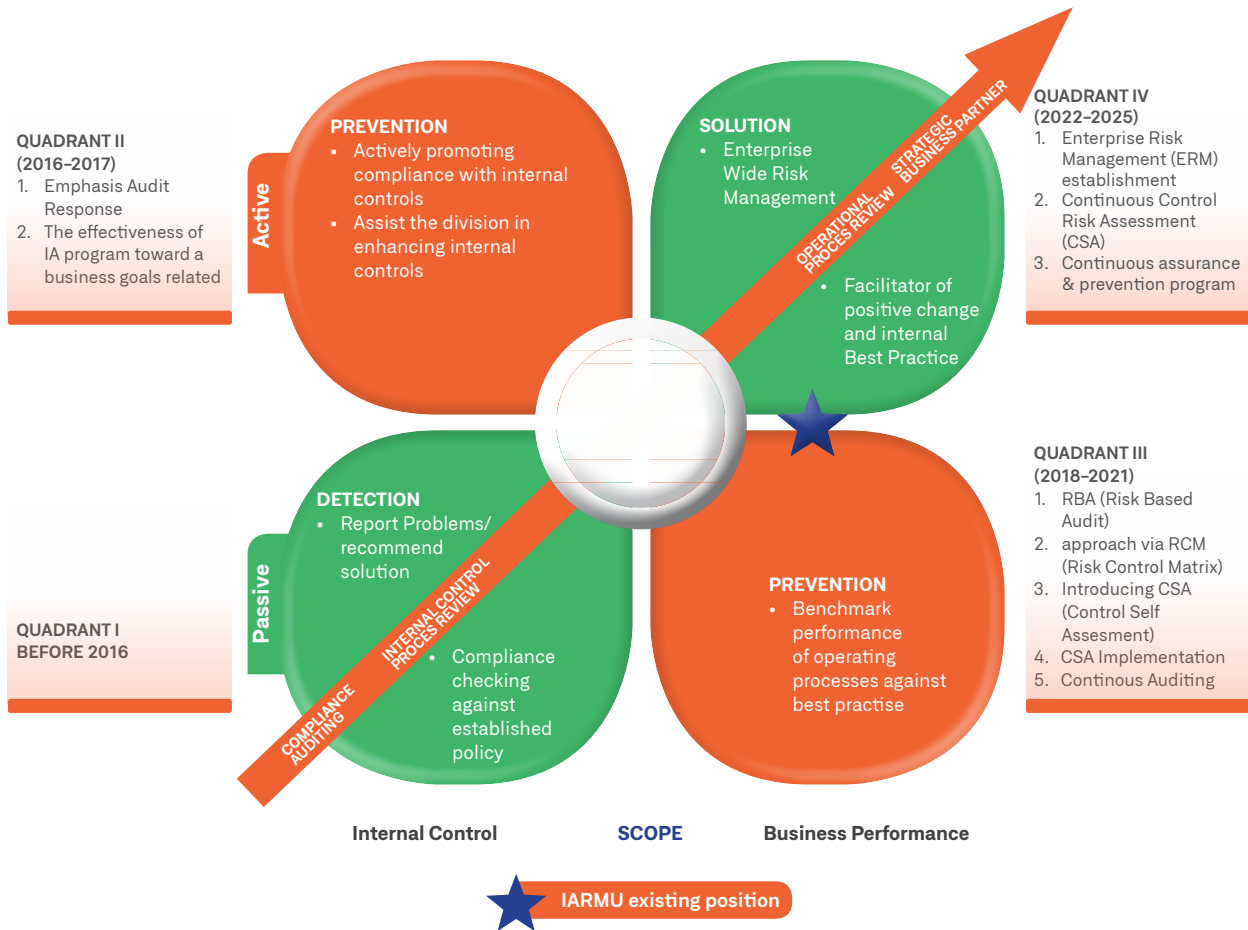 QUADRANT II
(2016–2017)
1. Emphasis Audit
Response
2. The effectiveness of
IA program toward a
business goals related
Active
PREVENTION
• Actively promoting
compliance with internal
controls
• Assist the division in
enhancing internal
controls
SOLUTION
• Enterprise
Wide Risk
Management
• Facilitator of
positive change
and internal
Best Practice
STRATEGIC
BUSINESS PARTNER
OPERATIONAL
PROCES REVIEW
QUADRANT IV
(2022–2025)
1. Enterprise Risk
Management (ERM)
establishment
2. Continuous Control
Risk Assessment
(CSA)
3. Continuous assurance
& prevention program
QUADRANT I
BEFORE 2016
Passive
DETECTION
• Report Problems/
recommend
solution
• Compliance
checking
against
established
policy
INTERNAL CONTROL
PROCES REVIEW
COMPLIANCE
AUDITING
PREVENTION
• Benchmark
performance
of operating
processes against
best practise
QUADRANT III
(2018–2021)
1. RBA (Risk Based
Audit)
2. approach via RCM
(Risk Control Matrix)
3. Introducing CSA
(Control Self
Assesment)
4. CSA Implementation
5. Continous Auditing
Internal Control
SCOPE
Business Performance
IARMU existing position